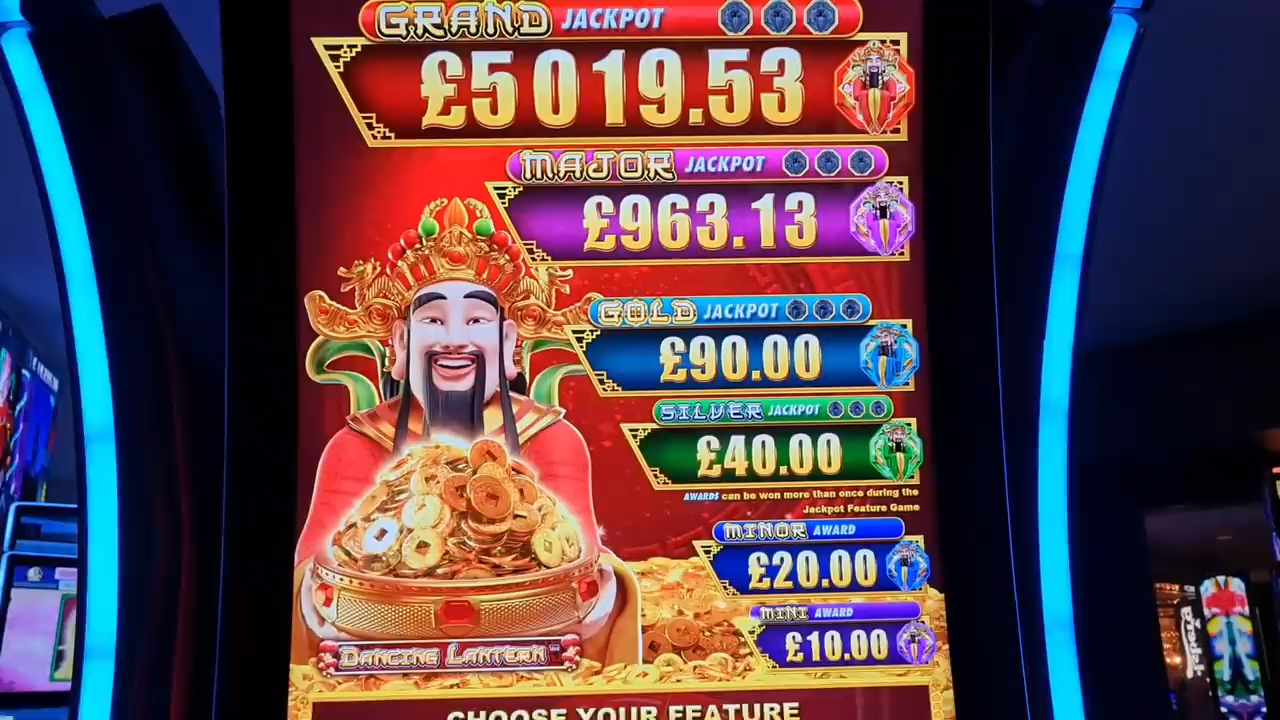 GRAND JACKPOT
£5019.53
MAJOR JACKPOT
£963.13
GOLD JACKPOT
£90.00
SILVER JACKPOT
£40.00
AWARDS can be won more than once during the
Jackpot Feature Game
MINOR AWARD
£20.00
MINI AWARD
£10.00
DANCING LANTERN
CHOOSE YOUR FEATURE